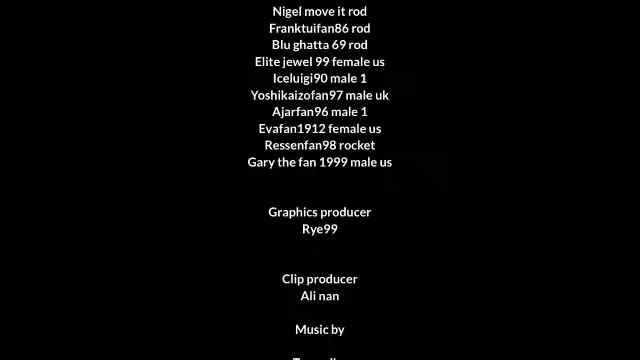 Nigel move it rod
Franktuifan86 rod
Blu ghatta 69 rod
Elite jewel 99 female us
Iceluigi90 male 1
Yoshikaizofan97 male uk
Ajarfan96 male 1
Evafan1912 female us
Ressenfan98 rocket
Gary the fan 1999 male us
Graphics producer
Rye99
Clip producer
Ali nan
Music by